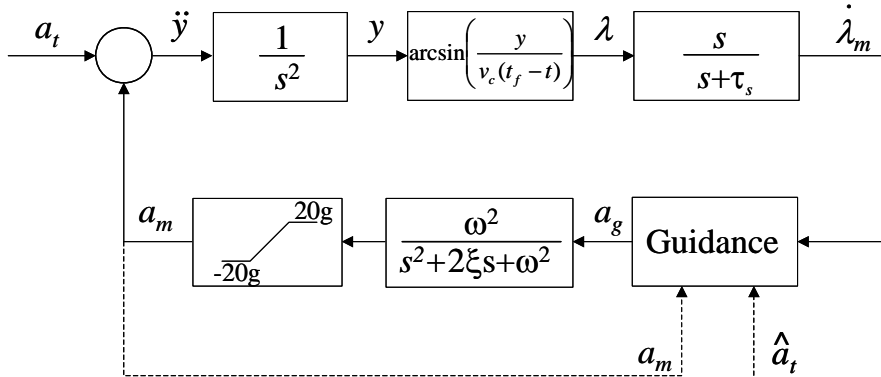 a_t
ÿ
1/s²
y
arcsin(y/(v_c(t_f−t)))
λ
s/(s+τ_s)
λ̇_m
a_m
20g
-20g
ω²/(s²+2ξs+ω²)
a_g
Guidance
a_m
â_t